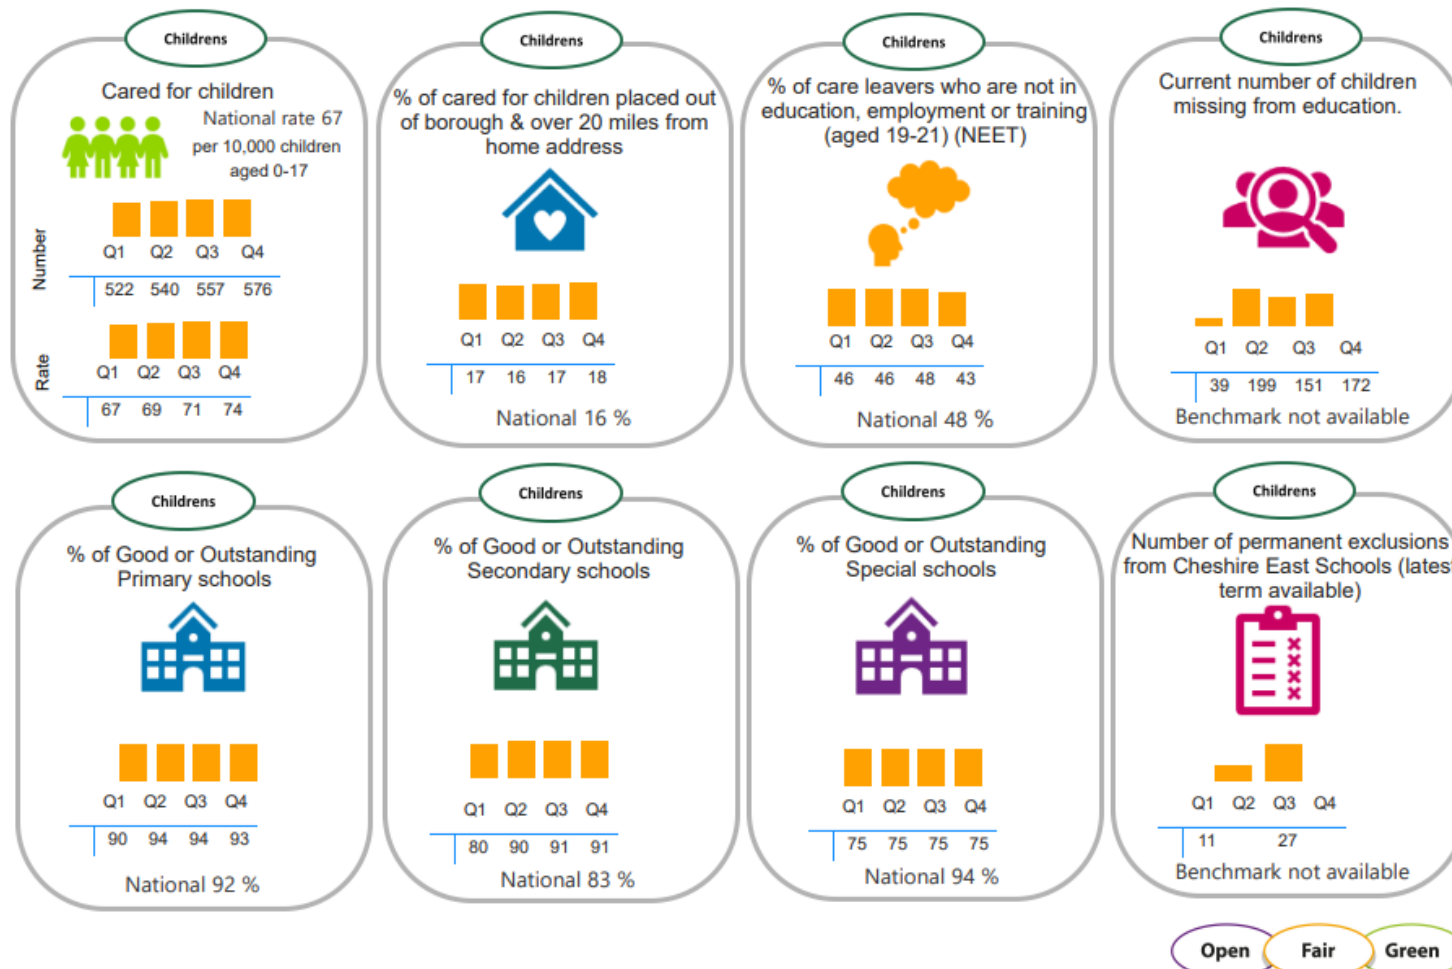 Childrens
Cared for children
National rate 67
per 10,000 children
aged 0-17
Number
Q1 Q2 Q3 Q4
522 540 557 576
Rate
Q1 Q2 Q3 Q4
67 69 71 74
Childrens
% of cared for children placed out
of borough & over 20 miles from
home address
Q1 Q2 Q3 Q4
17 16 17 18
National 16 %
Childrens
% of care leavers who are not in
education, employment or training
(aged 19-21) (NEET)
Q1 Q2 Q3 Q4
46 46 48 43
National 48 %
Childrens
Current number of children
missing from education.
Q1 Q2 Q3 Q4
39 199 151 172
Benchmark not available
Childrens
% of Good or Outstanding
Primary schools
Q1 Q2 Q3 Q4
90 94 94 93
National 92 %
Childrens
% of Good or Outstanding
Secondary schools
Q1 Q2 Q3 Q4
80 90 91 91
National 83 %
Childrens
% of Good or Outstanding
Special schools
Q1 Q2 Q3 Q4
75 75 75 75
National 94 %
Childrens
Number of permanent exclusions
from Cheshire East Schools (latest
term available)
Q1 Q2 Q3 Q4
11 27
Benchmark not available
Open Fair Green